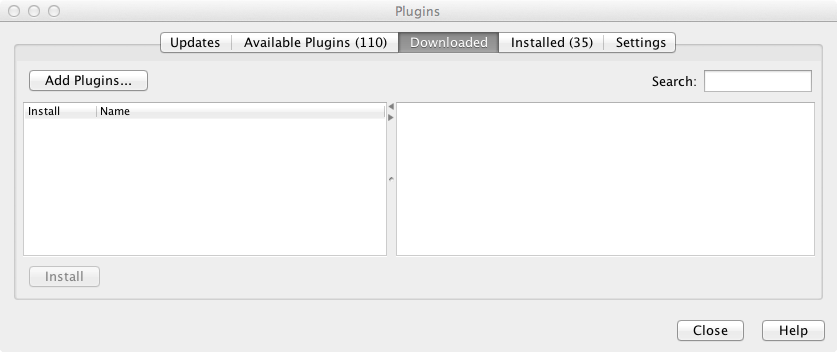 Plugins
Updates Available Plugins (110) Downloaded Installed (35) Settings
Add Plugins... Search:
Install Name
Install
Close Help